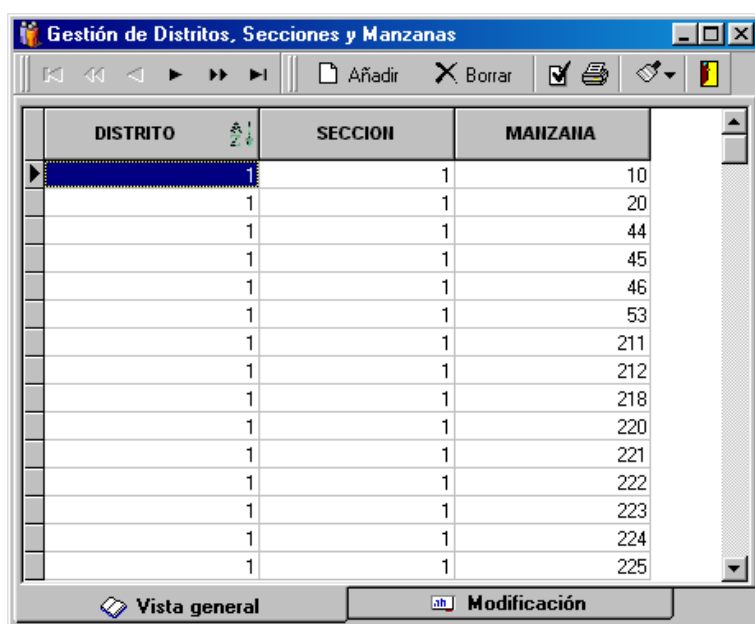 Gestión de Distritos, Secciones y Manzanas
Añadir Borrar
DISTRITO SECCION MANZANA
1 1 10
1 1 20
1 1 44
1 1 45
1 1 46
1 1 53
1 1 211
1 1 212
1 1 218
1 1 220
1 1 221
1 1 222
1 1 223
1 1 224
1 1 225
Vista general Modificación